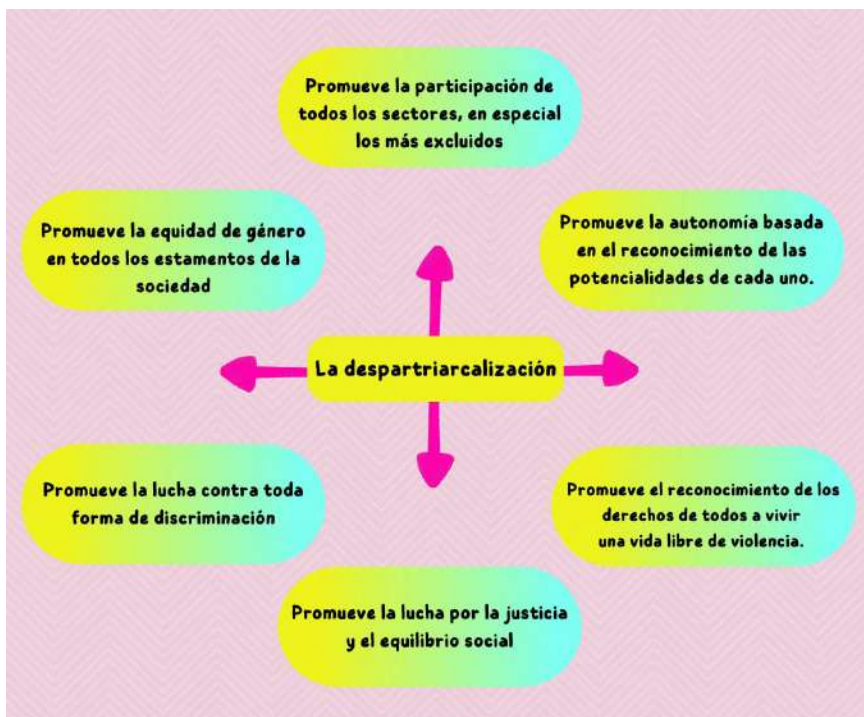 Promueve la participación de
todos los sectores, en especial
los más excluidos
Promueve la equidad de género
en todos los estamentos de la
sociedad
Promueve la autonomía basada
en el reconocimiento de las
potencialidades de cada uno.
La despartriarcalización
Promueve la lucha contra toda
forma de discriminación
Promueve el reconocimiento de los
derechos de todos a vivir
una vida libre de violencia.
Promueve la lucha por la justicia
y el equilibrio social